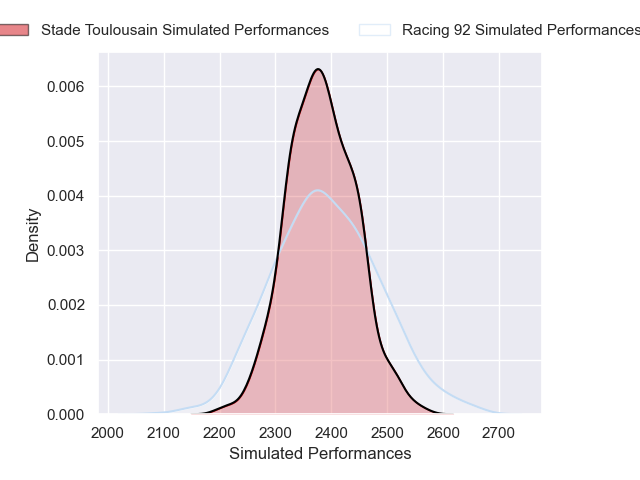 Stade Toulousain Simulated Performances Racing 92 Simulated Performances
0.006
0.005
0.004
0.003
0.002
0.001
0.000
Density
2000 2100 2200 2300 2400 2500 2600 2700
Simulated Performances